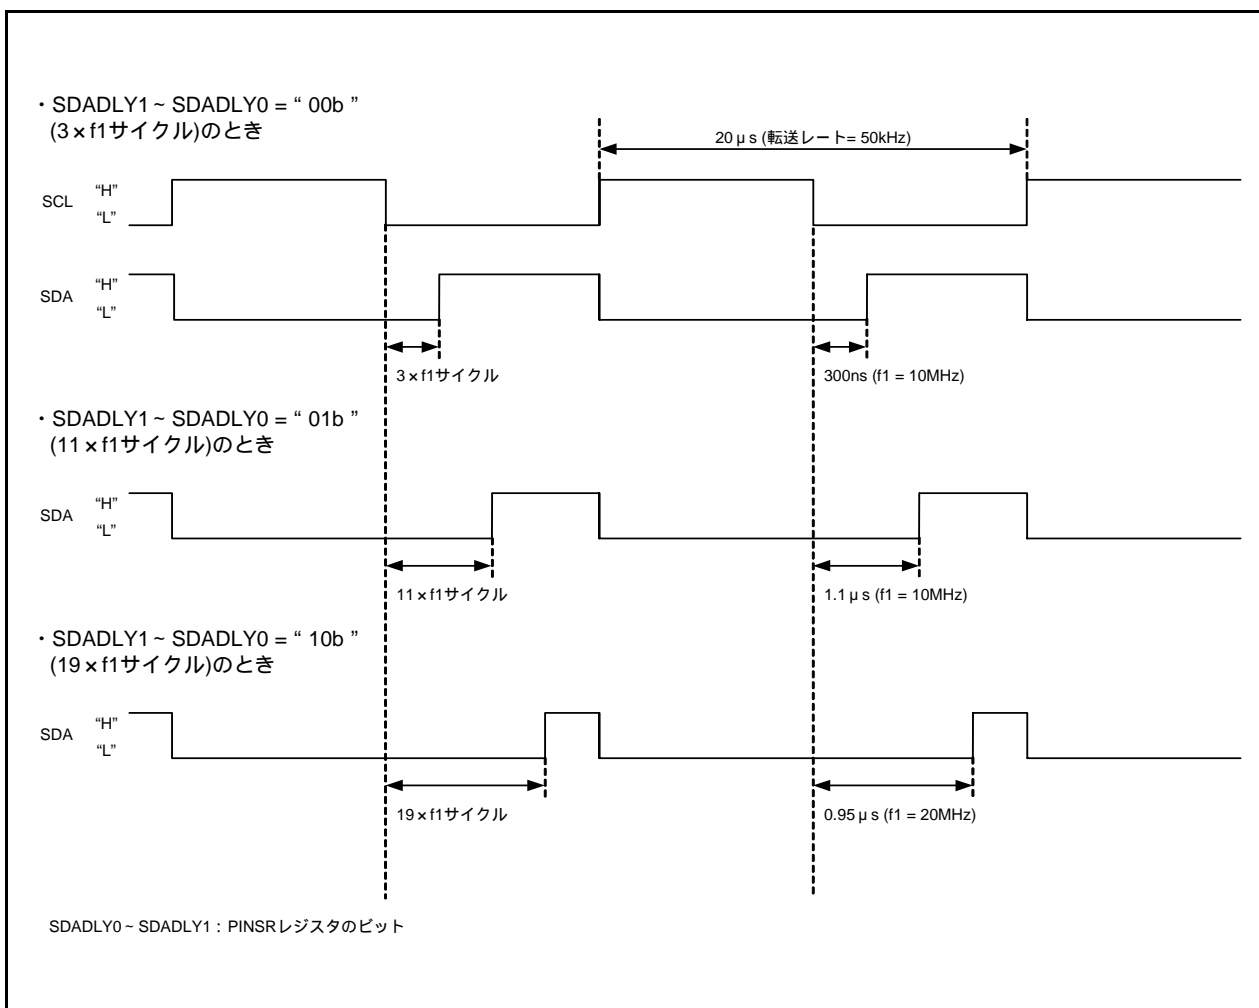 ・SDADLY1 ~ SDADLY0 = “ 00b ”
(3×f1サイクル)のとき
20μs (転送レート= 50kHz)
SCL
“H”
“L”
SDA
“H”
“L”
3×f1サイクル
300ns (f1 = 10MHz)
・SDADLY1 ~ SDADLY0 = “ 01b ”
(11×f1サイクル)のとき
SDA
“H”
“L”
11×f1サイクル
1.1μs (f1 = 10MHz)
・SDADLY1 ~ SDADLY0 = “ 10b ”
(19×f1サイクル)のとき
SDA
“H”
“L”
19×f1サイクル
0.95μs (f1 = 20MHz)
SDADLY0 ~ SDADLY1 : PINSRレジスタのビット